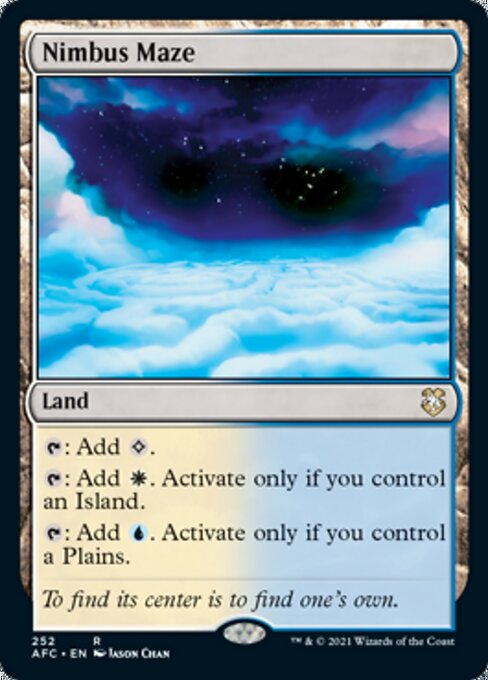 Nimbus Maze
Land
: Add .
: Add . Activate only if you control
an Island.
: Add . Activate only if you control
a Plains.
To find its center is to find one's own.
252 R
AFC • EN Jason Chan
™ & © 2021 Wizards of the Coast